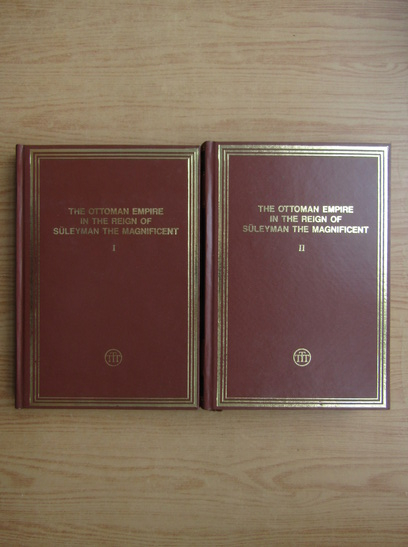 THE OTTOMAN EMPIRE
IN THE REIGN OF
SÜLEYMAN THE MAGNIFICENT
I
THE OTTOMAN EMPIRE
IN THE REIGN OF
SÜLEYMAN THE MAGNIFICENT
II